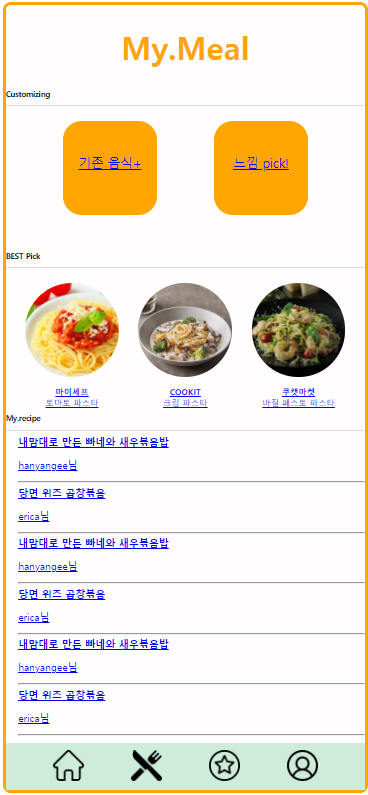 My.Meal
Customizing
기존 음식+
느낌 pick!
BEST Pick
마이셰프
토마토 파스타
COOKIT
크림 파스타
쿠캣마켓
바질 페스토 파스타
My.recipe
내맘대로 만든 빠네와 새우볶음밥
hanyangee님
당면 위즈 곱창볶음
erica님
내맘대로 만든 빠네와 새우볶음밥
hanyangee님
당면 위즈 곱창볶음
erica님
내맘대로 만든 빠네와 새우볶음밥
hanyangee님
당면 위즈 곱창볶음
erica님